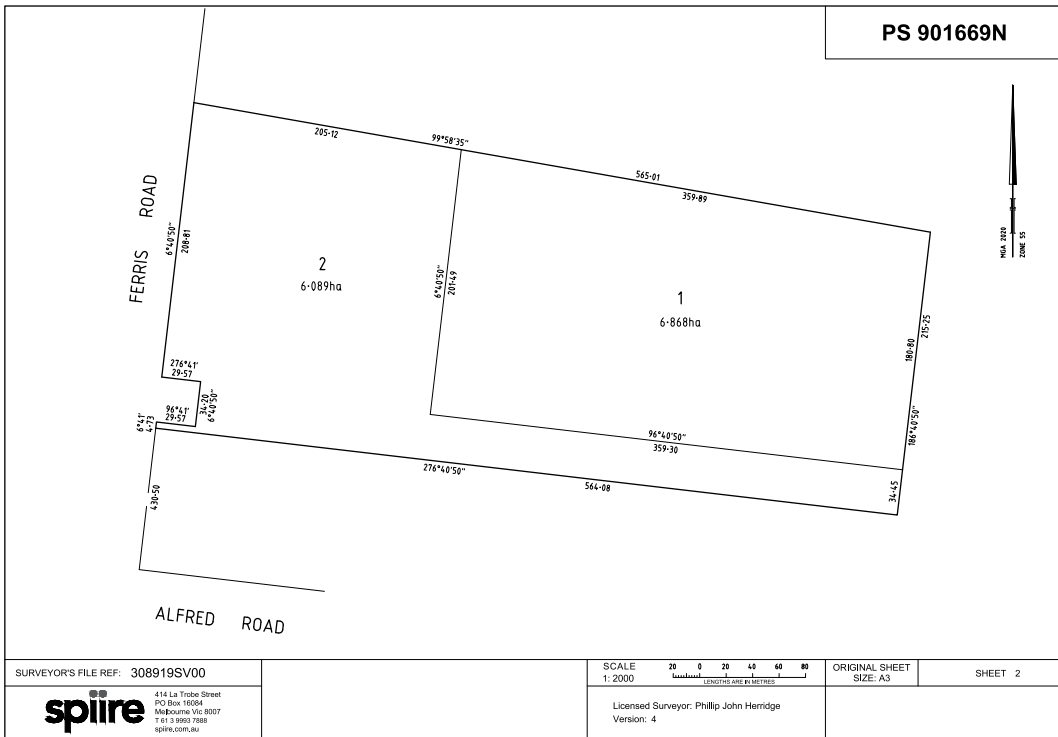 PS 901669N
205·12
99°58'35"
565·01
359·89
FERRIS ROAD
6°40'50"
208·81
2
6·089ha
6°40'50"
201·49
1
6·868ha
215·25
180·80
186°40'50"
MGA 2020
ZONE 55
276°41'
29·57
34·20
6°40'50"
96°41'
29·57
6°41'
4·73
96°40'50"
359·30
276°40'50"
564·08
34·45
430·50
ALFRED ROAD
SURVEYOR'S FILE REF: 308919SV00
spiire
414 La Trobe Street
PO Box 16084
Melbourne Vic 8007
T 61 3 9993 7888
spiire.com.au
SCALE
1: 2000
20 0 20 40 60 80
LENGTHS ARE IN METRES
ORIGINAL SHEET
SIZE: A3
SHEET 2
Licensed Surveyor: Phillip John Herridge
Version: 4